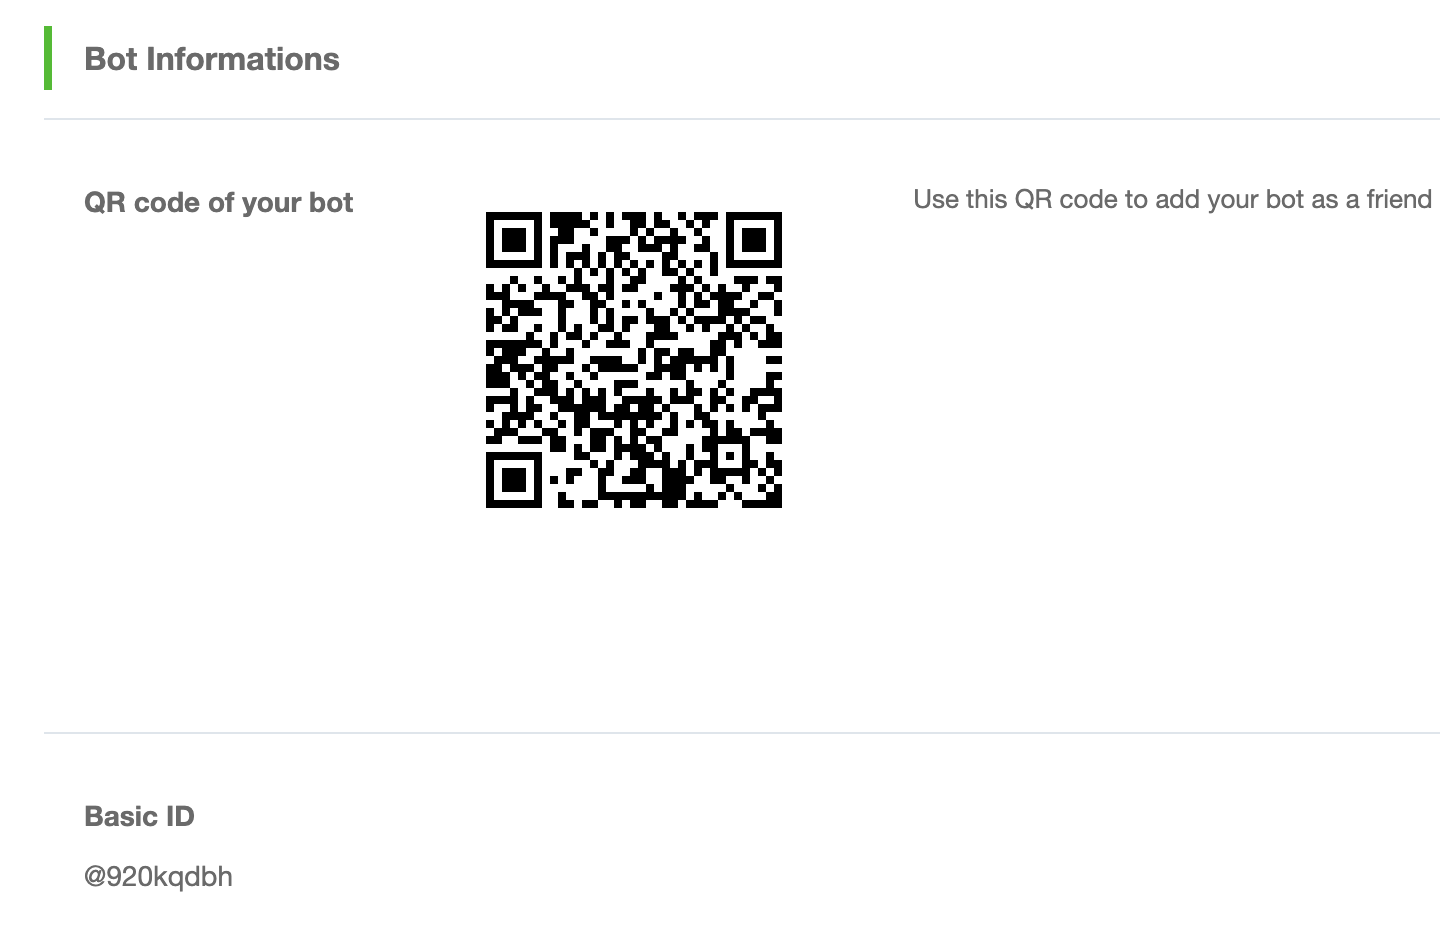 Bot Informations
QR code of your bot
Use this QR code to add your bot as a friend
Basic ID
@920kqdbh